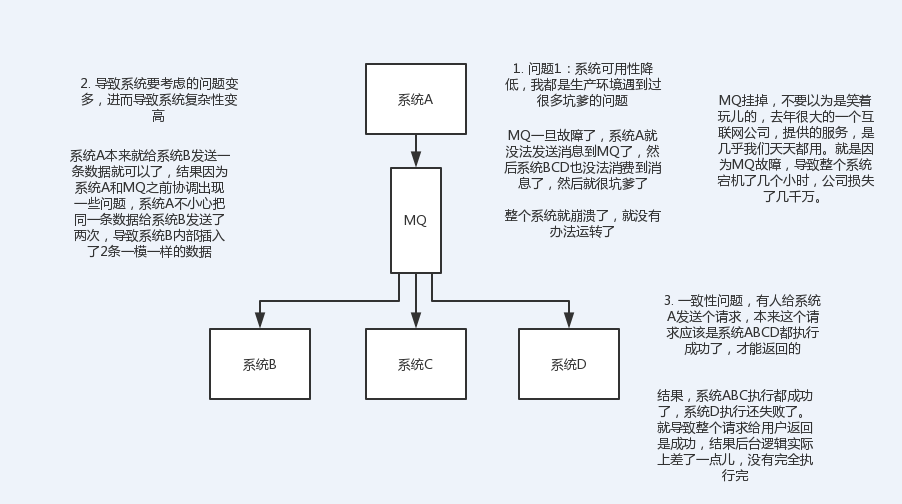 2. 导致系统要考虑的问题变
多，进而导致系统复杂性变
高
系统A本来就给系统B发送一
条数据就可以了，结果因为
系统A和MQ之前协调出现
一些问题，系统A不小心把
同一条数据给系统B发送了
两次，导致系统B内部插入
了2条一模一样的数据
系统A
MQ
系统B
系统C
系统D
1. 问题1：系统可用性降
低，我都是生产环境遇到过
很多坑爹的问题
MQ一旦故障了，系统A就
没法发送消息到MQ了，然
后系统BCD也没法消费到消
息了，然后就很坑爹了
整个系统就崩溃了，就没有
办法运转了
MQ挂掉，不要以为是笑着
玩儿的，去年很大的一个互
联网公司，提供的服务，是
几乎我们天天都用。就是因
为MQ故障，导致整个系统
宕机了几个小时，公司损失
了几千万。
3. 一致性问题，有人给系统
A发送个请求，本来这个请
求应该是系统ABCD都执行
成功了，才能返回的
结果，系统ABC执行都成功
了，系统D执行还失败了。
就导致整个请求给用户返回
是成功，结果后台逻辑实际
上差了一点儿，没有完全执
行完